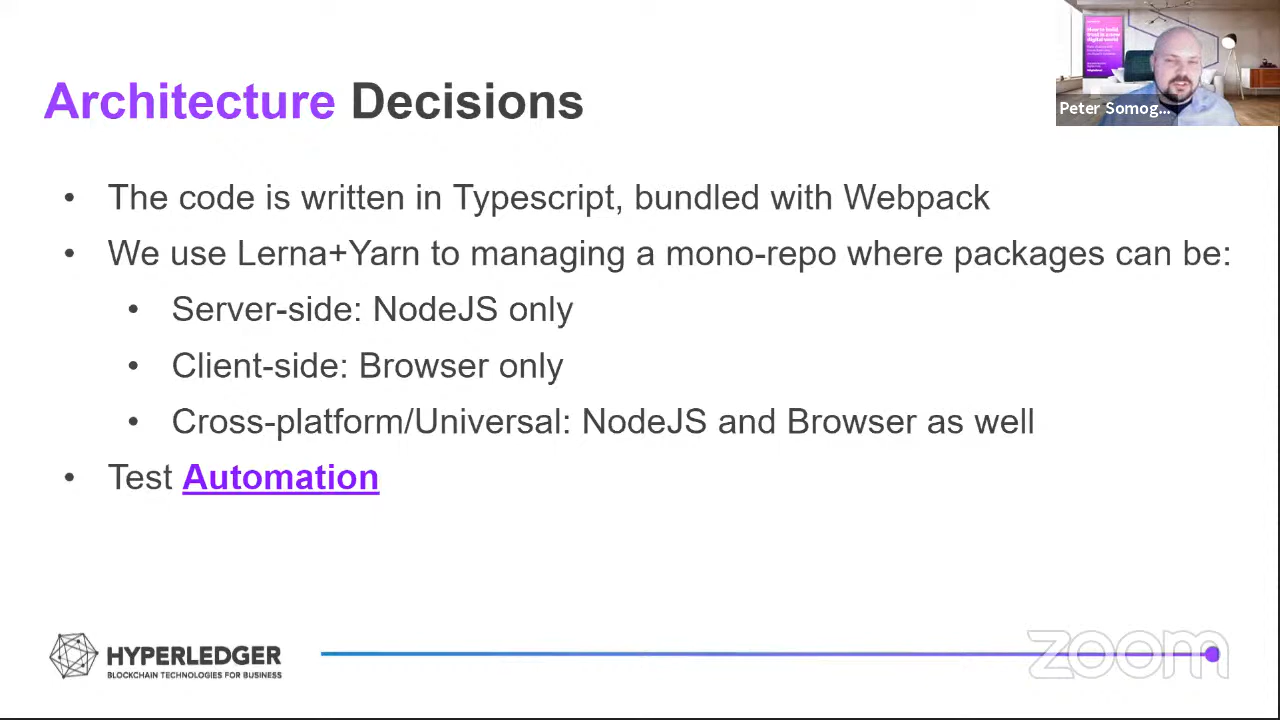 Architecture Decisions
Peter Somog...
• The code is written in Typescript, bundled with Webpack
• We use Lerna+Yarn to managing a mono-repo where packages can be:
• Server-side: NodeJS only
• Client-side: Browser only
• Cross-platform/Universal: NodeJS and Browser as well
• Test Automation
HYPERLEDGER
BLOCKCHAIN TECHNOLOGIES FOR BUSINESS
zoom